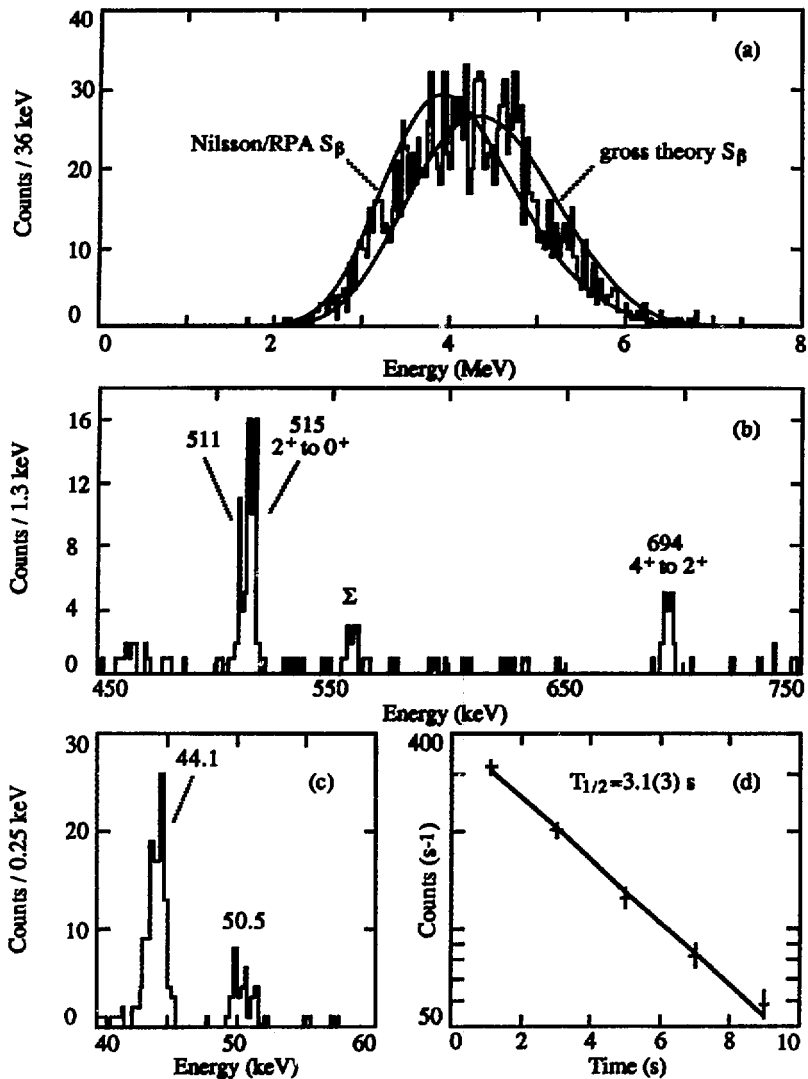 40
30
20
10
0
Counts / 36 keV
(a)
Nilsson/RPA Sβ
gross theory Sβ
0 2 4 6 8
Energy (MeV)
16
12
8
4
0
Counts / 1.3 keV
(b)
511
515
2⁺ to 0⁺
Σ
694
4⁺ to 2⁺
450 550 650 750
Energy (keV)
30
20
10
0
Counts / 0.25 keV
(c)
44.1
50.5
40 50 60
Energy (keV)
400
50
Counts (s-1)
T1/2=3.1(3) s (d)
0 2 4 6 8 10
Time (s)